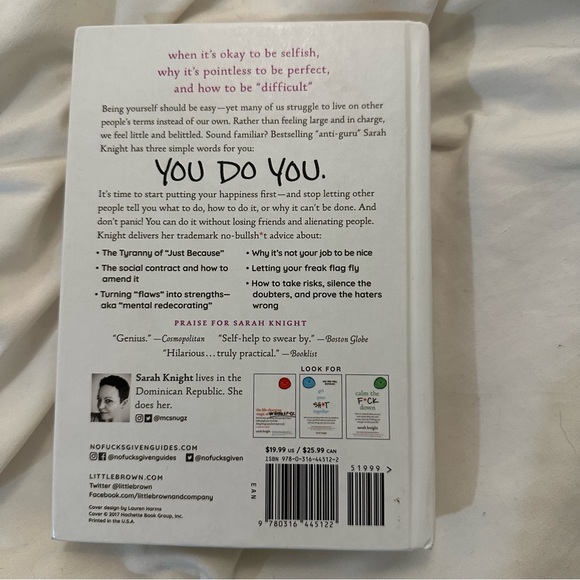 when it's okay to be selfish,
why it's pointless to be perfect,
and how to be "difficult"
Being yourself should be easy—yet many of us struggle to live on other
people's terms instead of our own. Rather than feeling large and in charge,
we feel little and belittled. Sound familiar? Bestselling "anti-guru" Sarah
Knight has three simple words for you:
YOU DO YOU.
It's time to start putting your happiness first—and stop letting other
people tell you what to do, how to do it, or why it can't be done. And
don't panic! You can do it without losing friends and alienating people.
Knight delivers her trademark no-bullsh*t advice about:
• The Tyranny of "Just Because"
• The social contract and how to
amend it
• Turning "flaws" into strengths—
aka "mental redecorating"
• Why it's not your job to be nice
• Letting your freak flag fly
• How to take risks, silence the
doubters, and prove the haters
wrong
PRAISE FOR SARAH KNIGHT
"Genius." —Cosmopolitan "Self-help to swear by." —Boston Globe
"Hilarious…truly practical." —Booklist
Sarah Knight lives in the
Dominican Republic. She
does her.
@mcsnugz
LOOK FOR
get
your
SH*T
together
sarah knight
calm the
F*CK
down
sarah knight
NOFUCKSGIVENGUIDES.COM
@nofucksgivenguides @nofucksgiven
LITTLEBROWN.COM
Twitter @littlebrown
Facebook.com/littlebrownandcompany
Cover design by Lauren Harms
Cover © 2017 Hachette Book Group, Inc.
Printed in the U.S.A.
$19.99 US / $25.99 CAN
ISBN 978-0-316-44512-2
51999 >
EAN
9 780316 445122